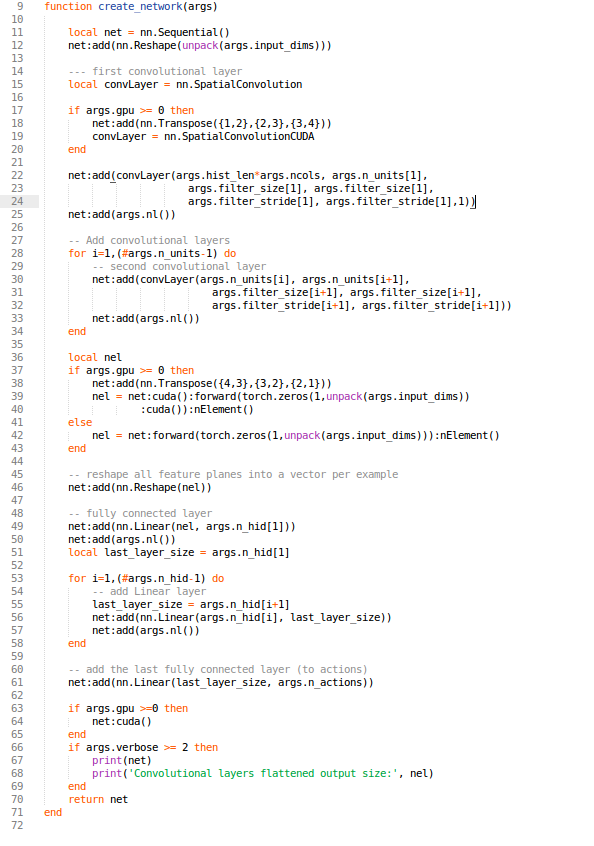 9 function create_network(args)
10
11 local net = nn.Sequential()
12 net:add(nn.Reshape(unpack(args.input_dims)))
13
14 --- first convolutional layer
15 local convLayer = nn.SpatialConvolution
16
17 if args.gpu >= 0 then
18 net:add(nn.Transpose({1,2},{2,3},{3,4}))
19 convLayer = nn.SpatialConvolutionCUDA
20 end
21
22 net:add(convLayer(args.hist_len*args.ncols, args.n_units[1],
23 args.filter_size[1], args.filter_size[1],
24 args.filter_stride[1], args.filter_stride[1],1))
25 net:add(args.nl())
26
27 -- Add convolutional layers
28 for i=1,(#args.n_units-1) do
29 -- second convolutional layer
30 net:add(convLayer(args.n_units[i], args.n_units[i+1],
31 args.filter_size[i+1], args.filter_size[i+1],
32 args.filter_stride[i+1], args.filter_stride[i+1]))
33 net:add(args.nl())
34 end
35
36 local nel
37 if args.gpu >= 0 then
38 net:add(nn.Transpose({4,3},{3,2},{2,1}))
39 nel = net:cuda():forward(torch.zeros(1,unpack(args.input_dims))
40 :cuda()):nElement()
41 else
42 nel = net:forward(torch.zeros(1,unpack(args.input_dims))):nElement()
43 end
44
45 -- reshape all feature planes into a vector per example
46 net:add(nn.Reshape(nel))
47
48 -- fully connected layer
49 net:add(nn.Linear(nel, args.n_hid[1]))
50 net:add(args.nl())
51 local last_layer_size = args.n_hid[1]
52
53 for i=1,(#args.n_hid-1) do
54 -- add Linear layer
55 last_layer_size = args.n_hid[i+1]
56 net:add(nn.Linear(args.n_hid[i], last_layer_size))
57 net:add(args.nl())
58 end
59
60 -- add the last fully connected layer (to actions)
61 net:add(nn.Linear(last_layer_size, args.n_actions))
62
63 if args.gpu >=0 then
64 net:cuda()
65 end
66 if args.verbose >= 2 then
67 print(net)
68 print('Convolutional layers flattened output size:', nel)
69 end
70 return net
71 end
72